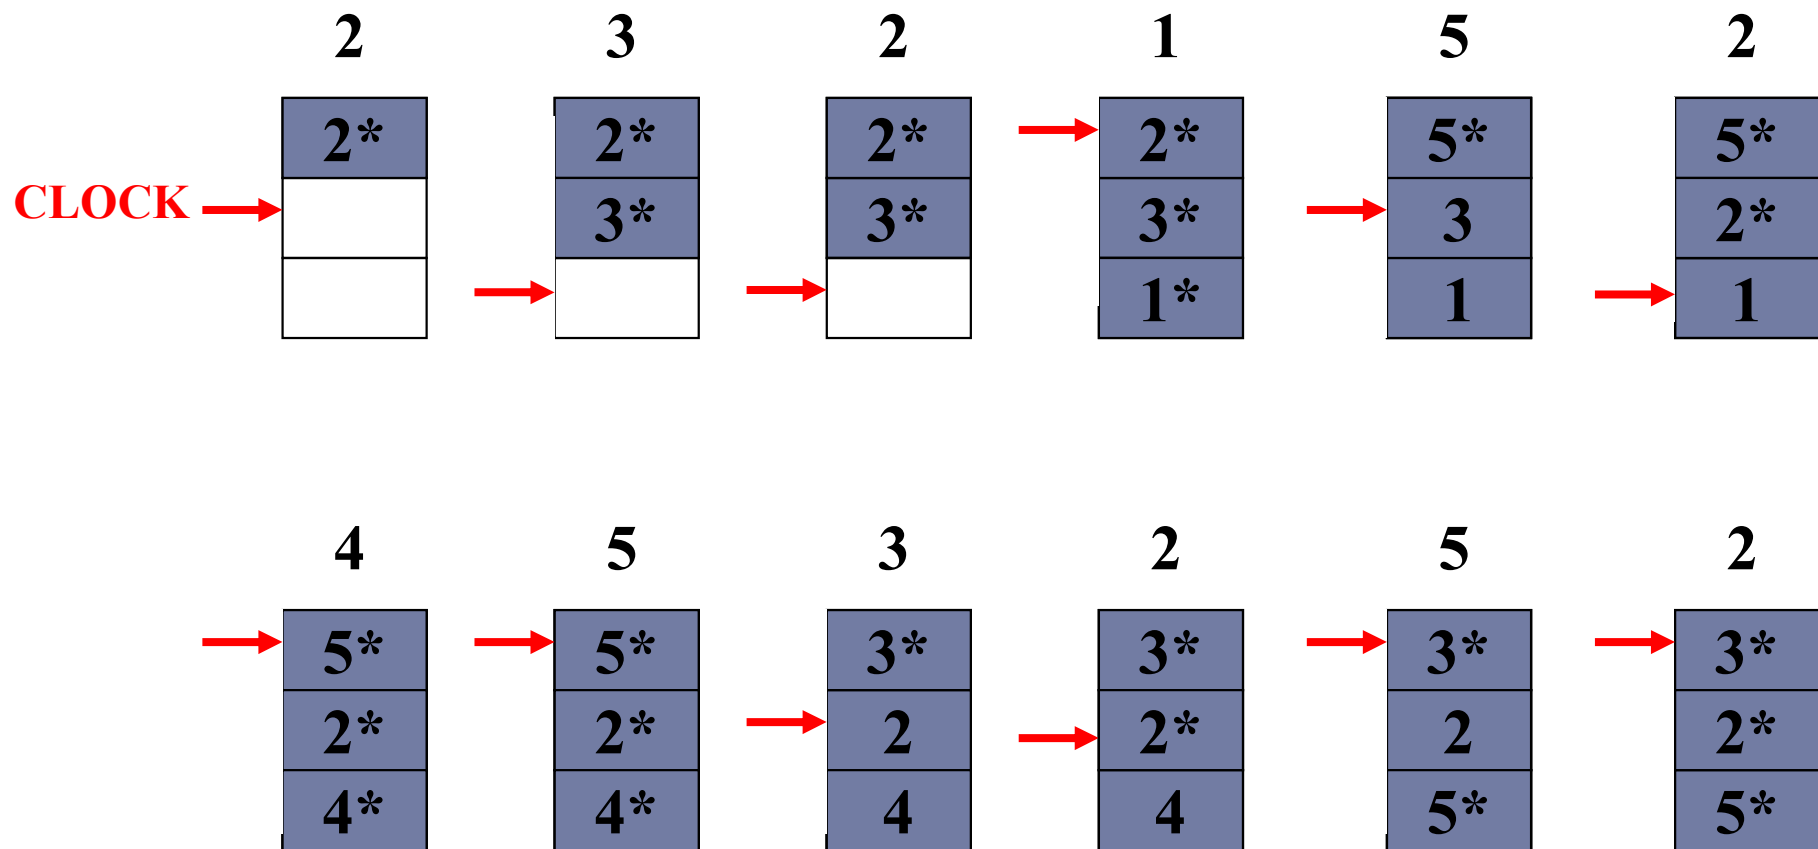 2 3 2 1 5 2
2* 2* 2* 2* 5* 5*
CLOCK 3* 3* 3* 3 2*
1* 1 1
4 5 3 2 5 2
5* 5* 3* 3* 3* 3*
2* 2* 2 2* 2 2*
4* 4* 4 4 5* 5*